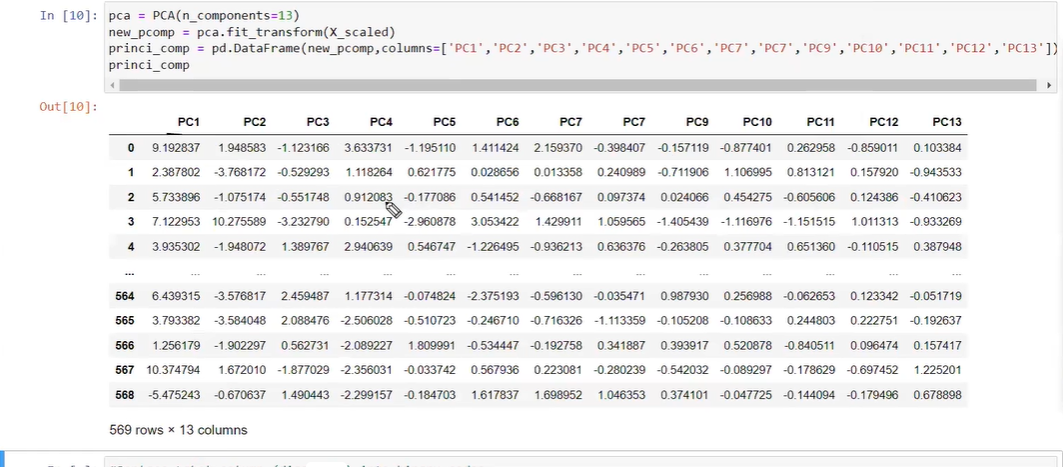 In [10]: pca = PCA(n_components=13)
new_pcomp = pca.fit_transform(X_scaled)
princi_comp = pd.DataFrame(new_pcomp,columns=['PC1','PC2','PC3','PC4','PC5','PC6','PC7','PC7','PC9','PC10','PC11','PC12','PC13'])
princi_comp
Out[10]:
PC1 PC2 PC3 PC4 PC5 PC6 PC7 PC7 PC9 PC10 PC11 PC12 PC13
0 9.192837 1.948583 -1.123166 3.633731 -1.195110 1.411424 2.159370 -0.398407 -0.157119 -0.877401 0.262958 -0.859011 0.103384
1 2.387802 -3.768172 -0.529293 1.118264 0.621775 0.028656 0.013358 0.240989 -0.711906 1.106995 0.813121 0.157920 -0.943533
2 5.733896 -1.075174 -0.551748 0.912083 -0.177086 0.541452 -0.668167 0.097374 0.024066 0.454275 -0.605606 0.124386 -0.410623
3 7.122953 10.275589 -3.232790 0.152547 -2.960878 3.053422 1.429911 1.059565 -1.405439 -1.116976 -1.151515 1.011313 -0.933269
4 3.935302 -1.948072 1.389767 2.940639 0.546747 -1.226495 -0.936213 0.636376 -0.263805 0.377704 0.651360 -0.110515 0.387948
... ... ... ... ... ... ... ... ... ... ... ... ... ...
564 6.439315 -3.576817 2.459487 1.177314 -0.074824 -2.375193 -0.596130 -0.035471 0.987930 0.256988 -0.062653 0.123342 -0.051719
565 3.793382 -3.584048 2.088476 -2.506028 -0.510723 -0.246710 -0.716326 -1.113359 -0.105208 -0.108633 0.244803 0.222751 -0.192637
566 1.256179 -1.902297 0.562731 -2.089227 1.809991 -0.534447 -0.192758 0.341887 0.393917 0.520878 -0.840511 0.096474 0.157417
567 10.374794 1.672010 -1.877029 -2.356031 -0.033742 0.567936 0.223081 -0.280239 -0.542032 -0.089297 -0.178629 -0.697452 1.225201
568 -5.475243 -0.670637 1.490443 -2.299157 -0.184703 1.617837 1.698952 1.046353 0.374101 -0.047725 -0.144094 -0.179496 0.678898
569 rows × 13 columns